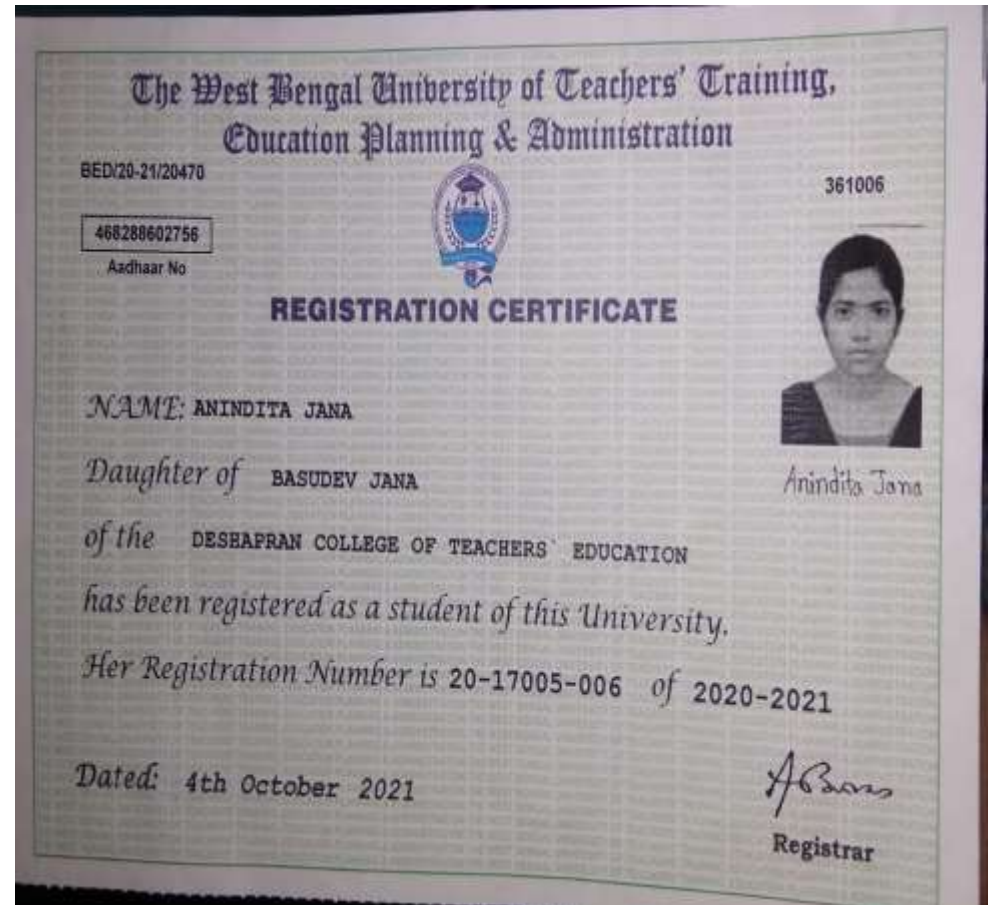 The West Bengal University of Teachers' Training,
Education Planning & Administration
BED/20-21/20470
361006
468288602756
Aadhaar No
REGISTRATION CERTIFICATE
NAME: ANINDITA JANA
Daughter of BASUDEV JANA
Anindita Jana
of the DESHAPRAN COLLEGE OF TEACHERS` EDUCATION
has been registered as a student of this University.
Her Registration Number is 20-17005-006 of 2020-2021
Dated: 4th October 2021
Registrar